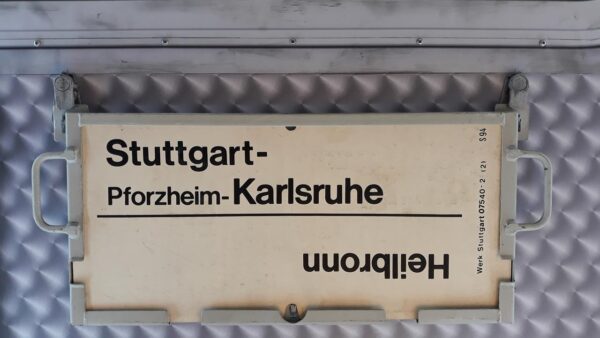 Stuttgart-
Pforzheim-Karlsruhe
Heilbronn
Werk Stuttgart 07540-2 (2) S 94